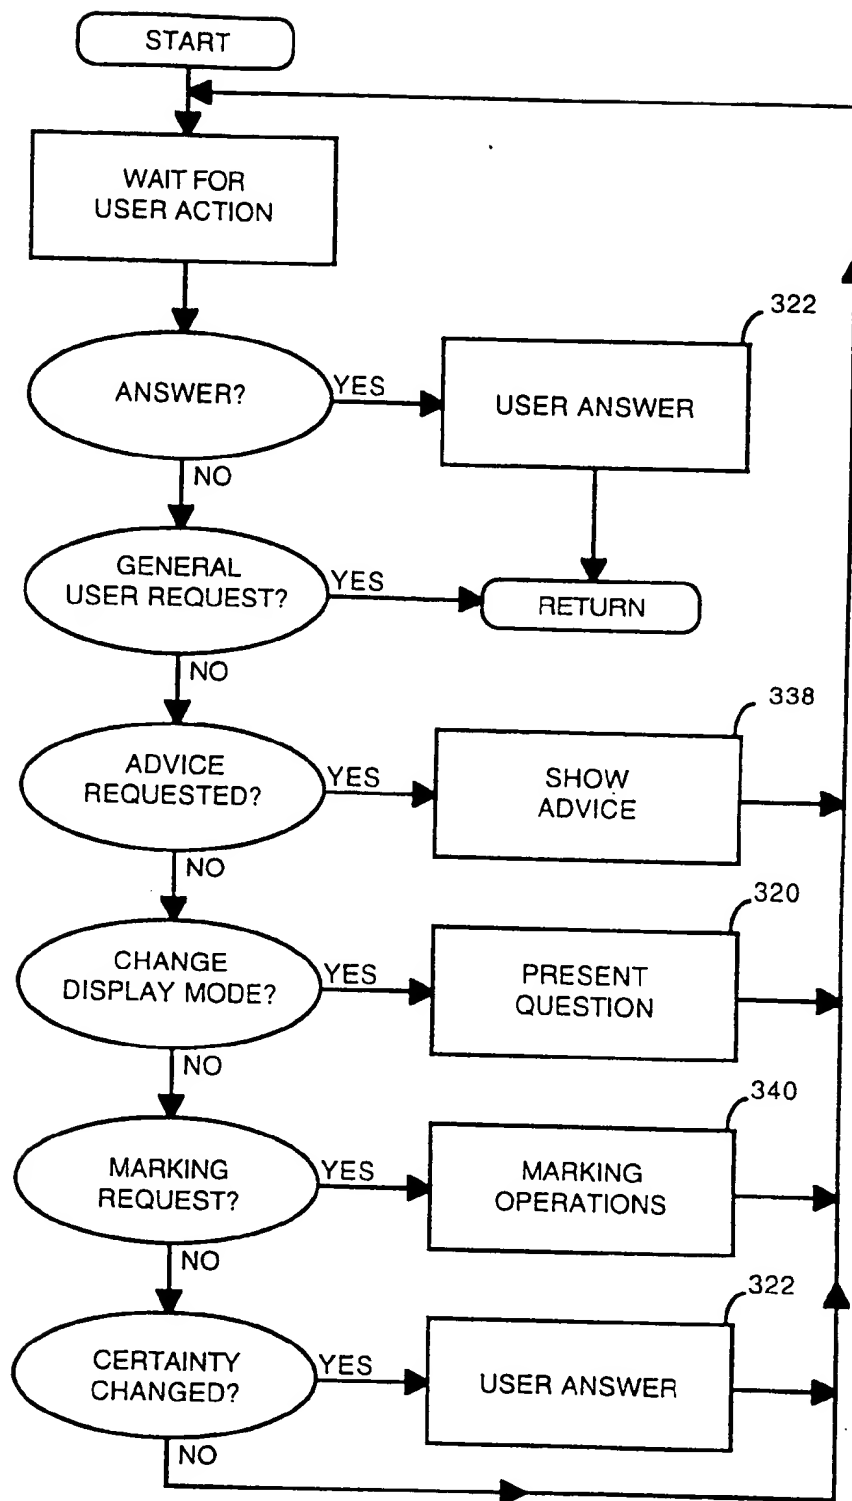 START
WAIT FOR
USER ACTION
322
ANSWER?
YES
USER ANSWER
NO
GENERAL
USER REQUEST?
YES
RETURN
NO
338
ADVICE
REQUESTED?
YES
SHOW
ADVICE
NO
320
CHANGE
DISPLAY MODE?
YES
PRESENT
QUESTION
NO
340
MARKING
REQUEST?
YES
MARKING
OPERATIONS
NO
322
CERTAINTY
CHANGED?
YES
USER ANSWER
NO